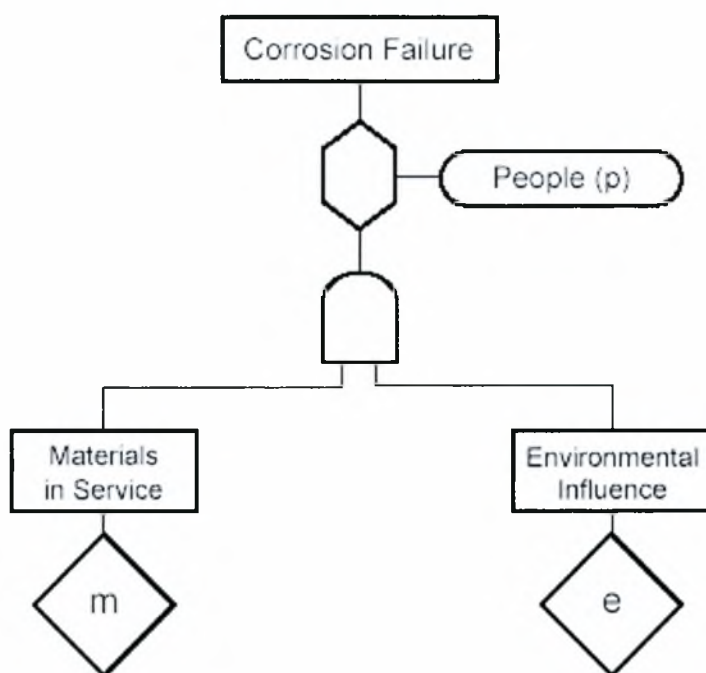 Corrosion Failure
People (p)
Materials
in Service
Environmental
Influence
m
e